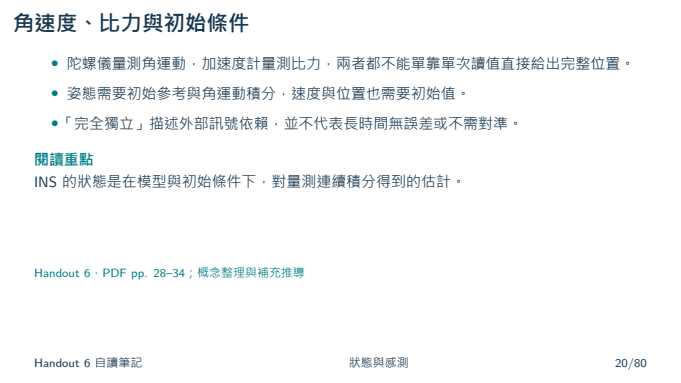 角速度、比力與初始條件
• 陀螺儀量測角運動，加速度計量測比力，兩者都不能單靠單次讀值直接給出完整位置。
• 姿態需要初始參考與角運動積分，速度與位置也需要初始值。
•「完全獨立」描述外部訊號依賴，並不代表長時間無誤差或不需對準。
閱讀重點
INS 的狀態是在模型與初始條件下，對量測連續積分得到的估計。
Handout 6 · PDF pp. 28–34；概念整理與補充推導
Handout 6 自讀筆記 狀態與感測 20/80